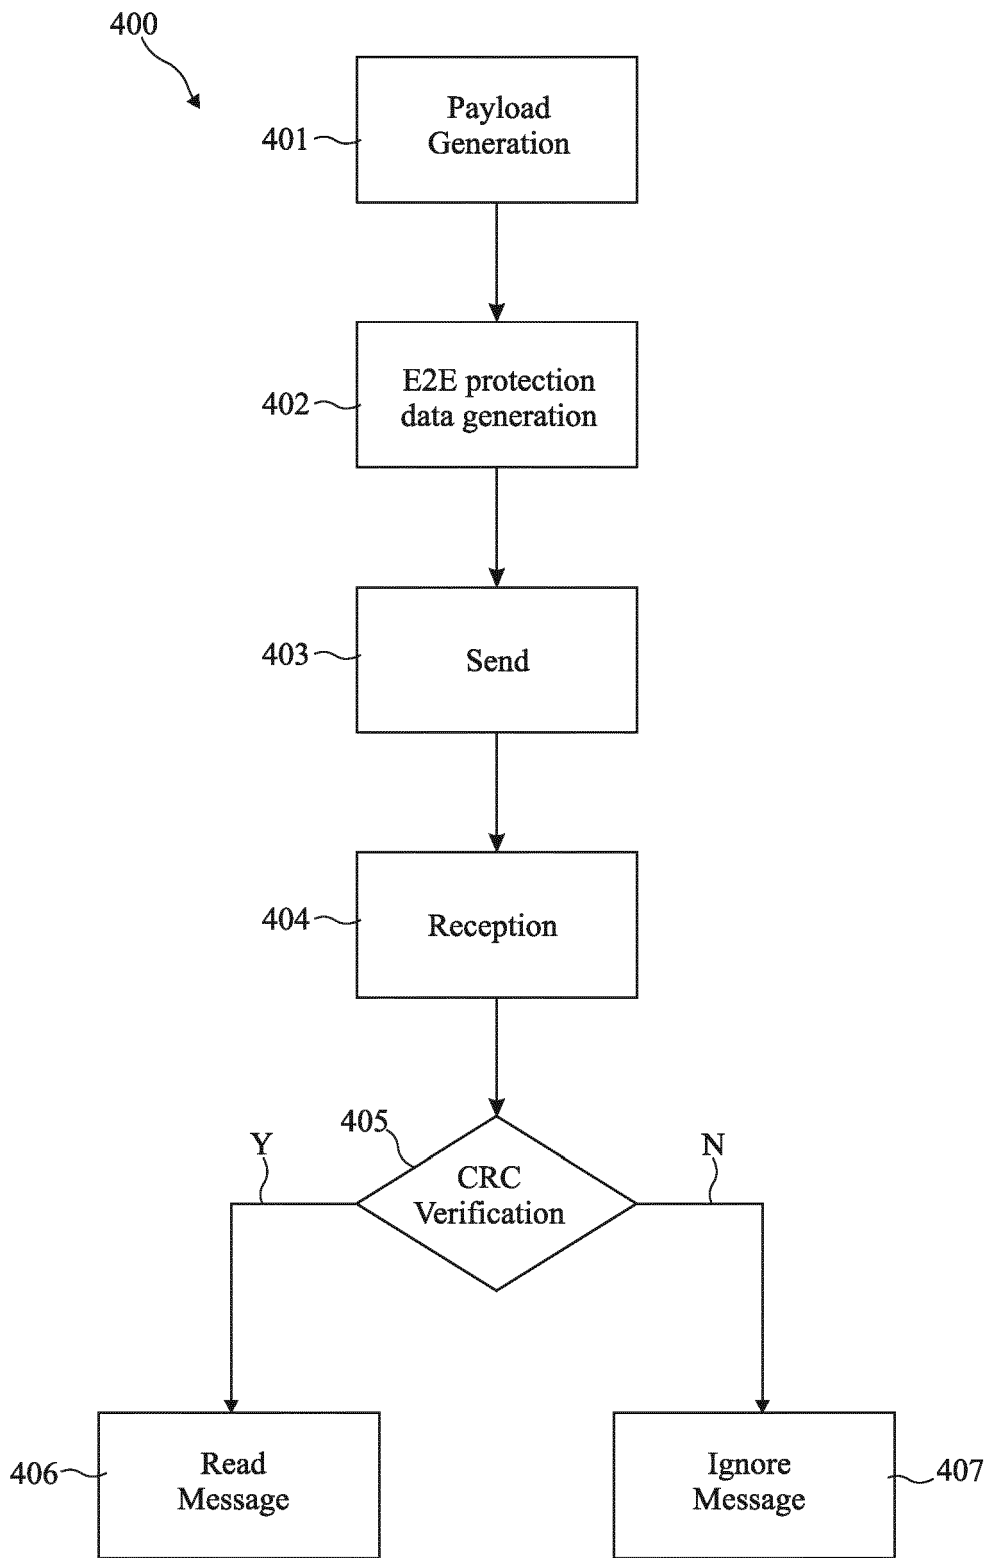 400
401
Payload
Generation
402
E2E protection
data generation
403
Send
404
Reception
405
Y
N
CRC
Verification
406
Read
Message
Ignore
Message
407